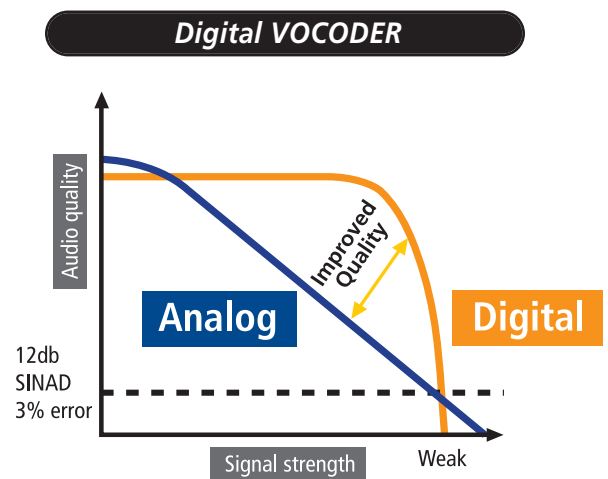 Digital VOCODER
Audio quality
Improved
Quality
Analog
Digital
12db
SINAD
3% error
Signal strength
Weak